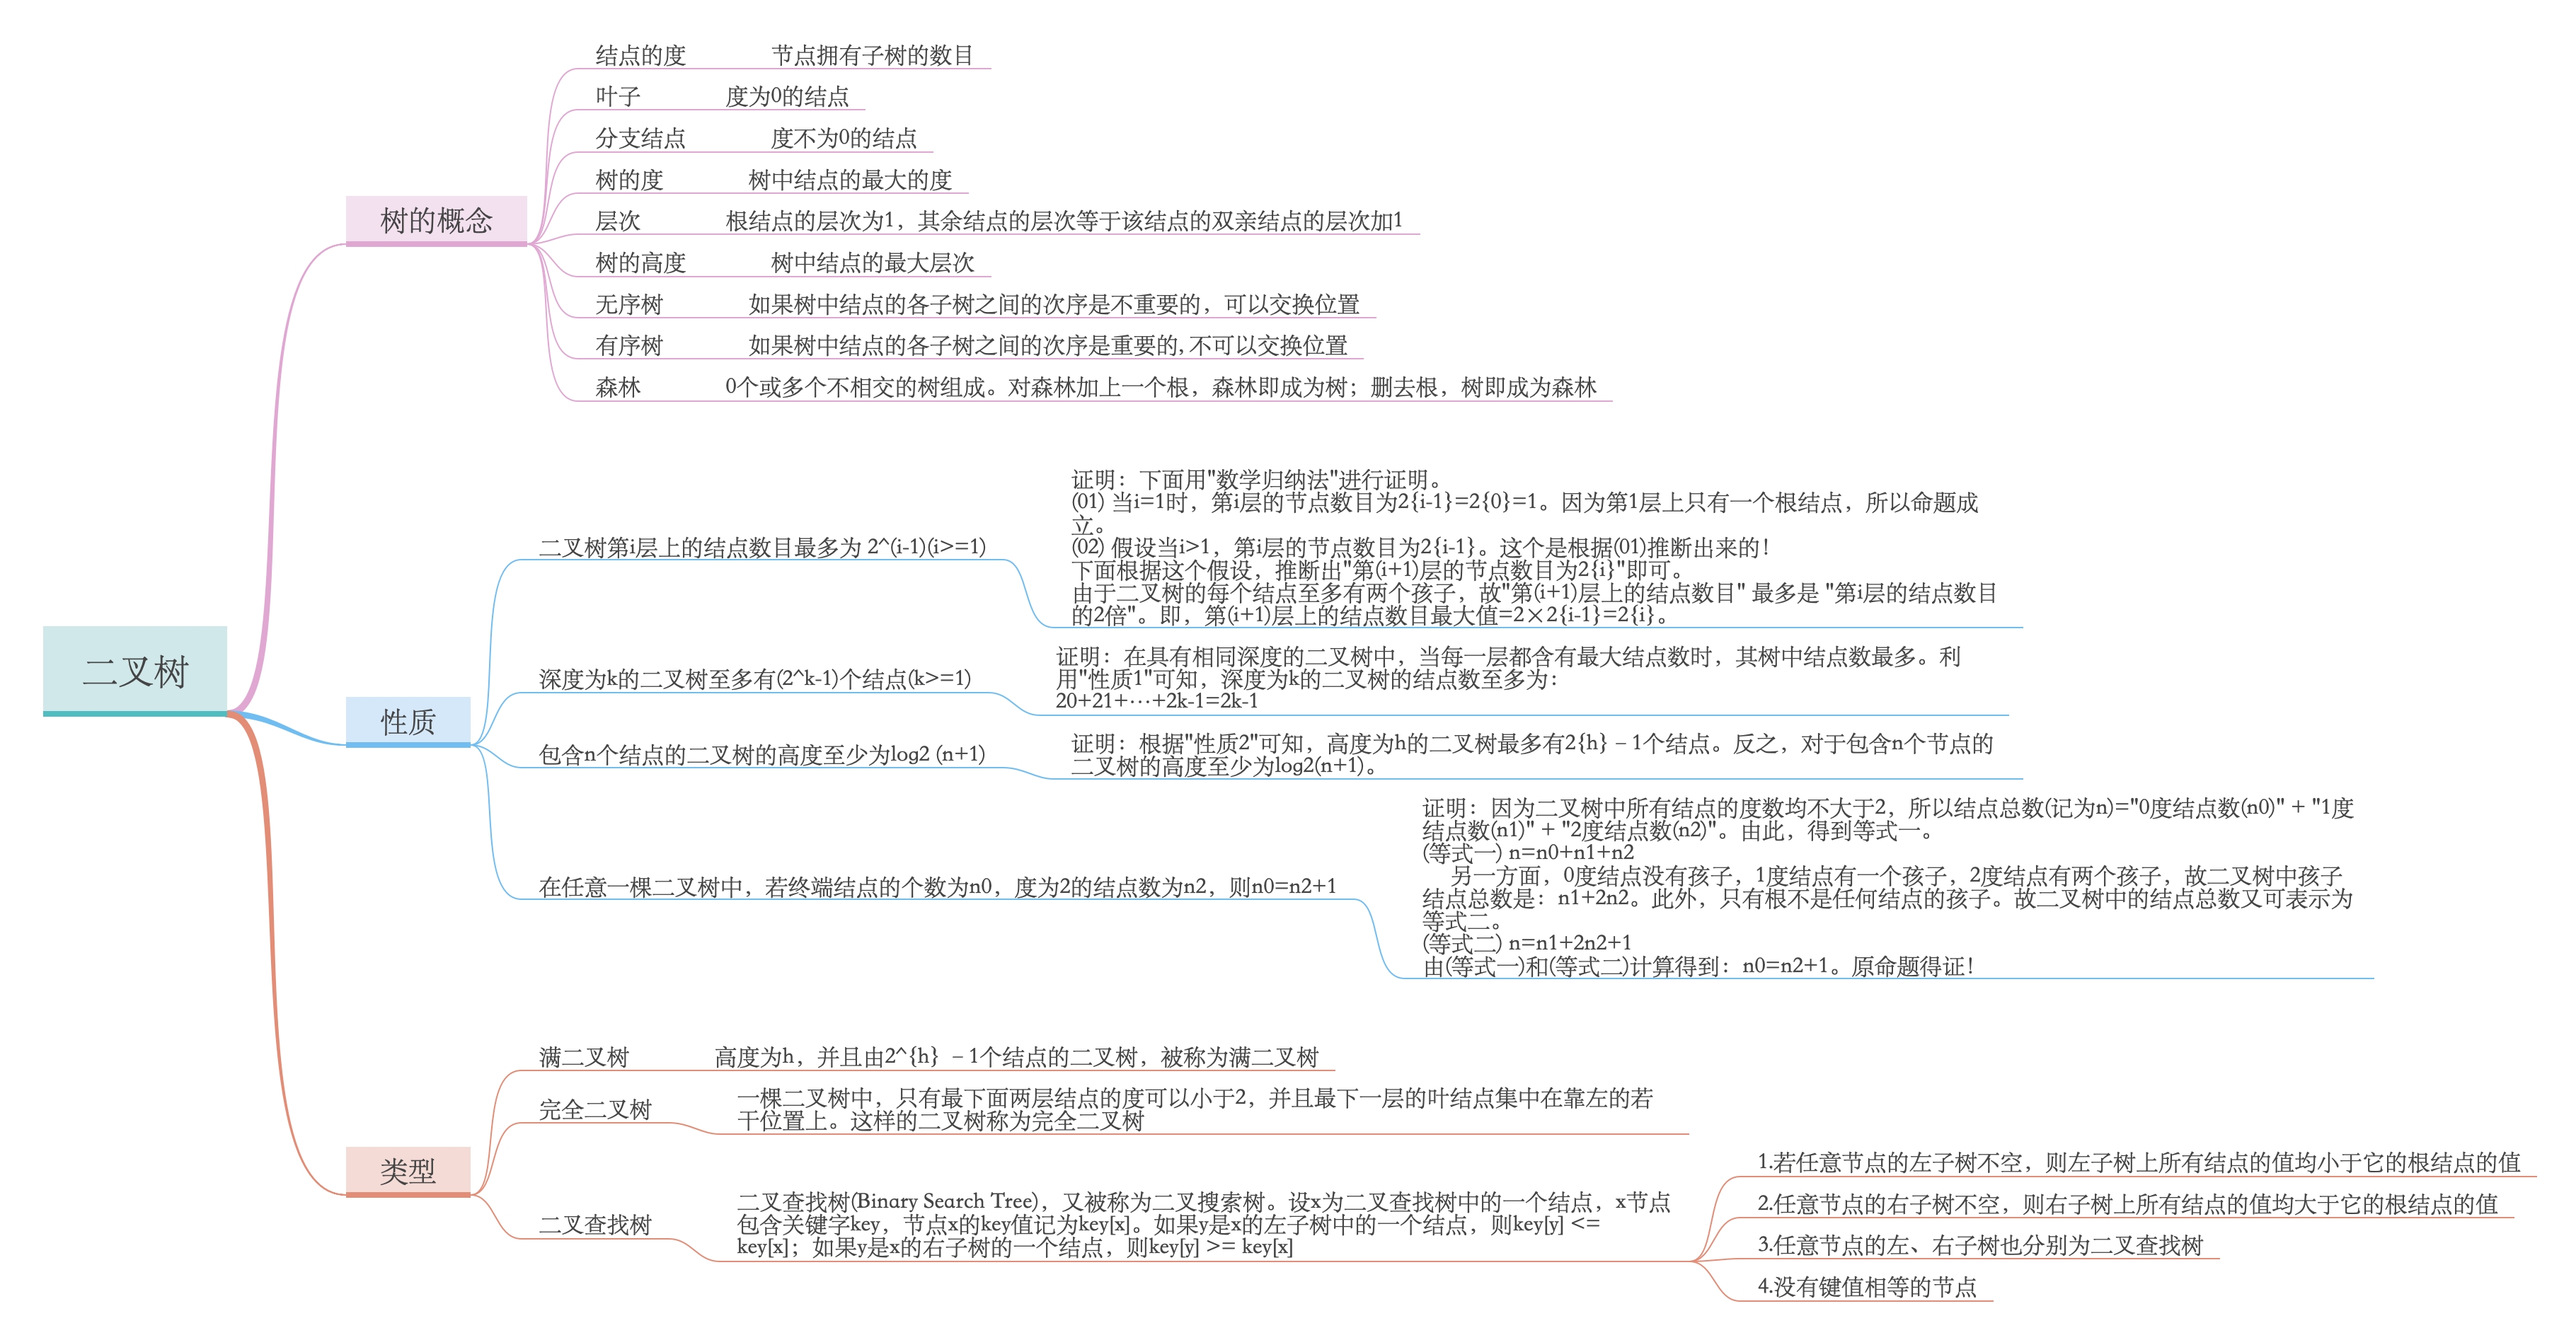 二叉树
树的概念
结点的度 节点拥有子树的数目
叶子 度为0的结点
分支结点 度不为0的结点
树的度 树中结点的最大的度
层次 根结点的层次为1，其余结点的层次等于该结点的双亲结点的层次加1
树的高度 树中结点的最大层次
无序树 如果树中结点的各子树之间的次序是不重要的，可以交换位置
有序树 如果树中结点的各子树之间的次序是重要的, 不可以交换位置
森林 0个或多个不相交的树组成。对森林加上一个根，森林即成为树；删去根，树即成为森林
性质
二叉树第i层上的结点数目最多为 2^(i-1)(i>=1)
证明：下面用"数学归纳法"进行证明。
(01) 当i=1时，第i层的节点数目为2{i-1}=2{0}=1。因为第1层上只有一个根结点，所以命题成
立。
(02) 假设当i>1，第i层的节点数目为2{i-1}。这个是根据(01)推断出来的！
下面根据这个假设，推断出"第(i+1)层的节点数目为2{i}"即可。
由于二叉树的每个结点至多有两个孩子，故"第(i+1)层上的结点数目" 最多是 "第i层的结点数目
的2倍"。即，第(i+1)层上的结点数目最大值=2×2{i-1}=2{i}。
深度为k的二叉树至多有(2^k-1)个结点(k>=1)
证明：在具有相同深度的二叉树中，当每一层都含有最大结点数时，其树中结点数最多。利
用"性质1"可知，深度为k的二叉树的结点数至多为：
20+21+…+2k-1=2k-1
包含n个结点的二叉树的高度至少为log2 (n+1)
证明：根据"性质2"可知，高度为h的二叉树最多有2{h} – 1个结点。反之，对于包含n个节点的
二叉树的高度至少为log2(n+1)。
在任意一棵二叉树中，若终端结点的个数为n0，度为2的结点数为n2，则n0=n2+1
证明：因为二叉树中所有结点的度数均不大于2，所以结点总数(记为n)="0度结点数(n0)" + "1度
结点数(n1)" + "2度结点数(n2)"。由此，得到等式一。
(等式一) n=n0+n1+n2
另一方面，0度结点没有孩子，1度结点有一个孩子，2度结点有两个孩子，故二叉树中孩子
结点总数是：n1+2n2。此外，只有根不是任何结点的孩子。故二叉树中的结点总数又可表示为
等式二。
(等式二) n=n1+2n2+1
由(等式一)和(等式二)计算得到：n0=n2+1。原命题得证！
类型
满二叉树 高度为h，并且由2^{h} – 1个结点的二叉树，被称为满二叉树
完全二叉树
一棵二叉树中，只有最下面两层结点的度可以小于2，并且最下一层的叶结点集中在靠左的若
干位置上。这样的二叉树称为完全二叉树
二叉查找树
二叉查找树(Binary Search Tree)，又被称为二叉搜索树。设x为二叉查找树中的一个结点，x节点
包含关键字key，节点x的key值记为key[x]。如果y是x的左子树中的一个结点，则key[y] <=
key[x]；如果y是x的右子树的一个结点，则key[y] >= key[x]
1.若任意节点的左子树不空，则左子树上所有结点的值均小于它的根结点的值
2.任意节点的右子树不空，则右子树上所有结点的值均大于它的根结点的值
3.任意节点的左、右子树也分别为二叉查找树
4.没有键值相等的节点